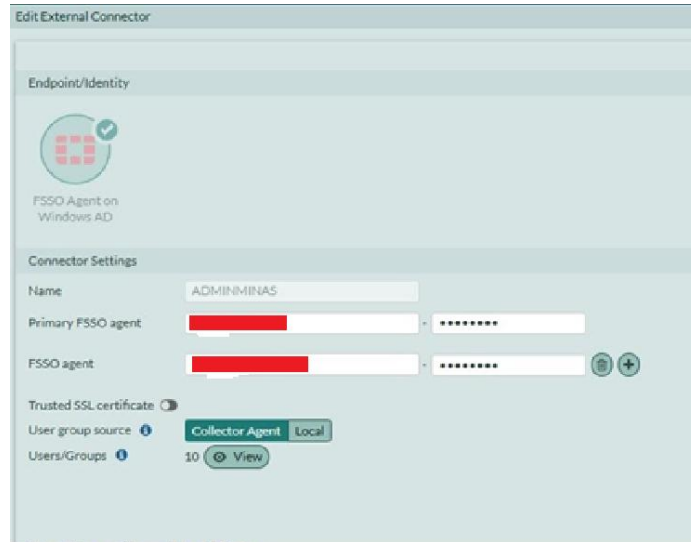 Edit External Connector
Endpoint/Identity
FSSO Agent on
Windows AD
Connector Settings
Name ADMINMINAS
Primary FSSO agent - ••••••••
FSSO agent - ••••••••
Trusted SSL certificate
User group source Collector Agent Local
Users/Groups 10 View